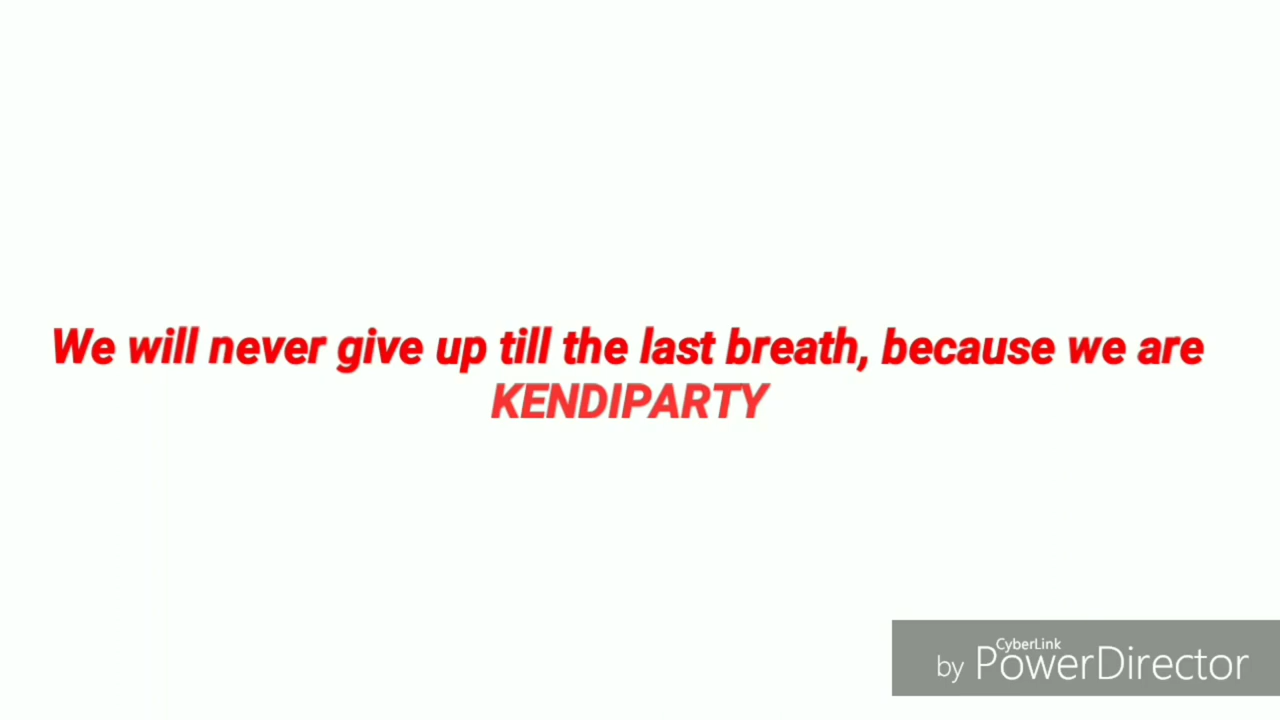 We will never give up till the last breath, because we are
KENDIPARTY
CyberLink
by PowerDirector